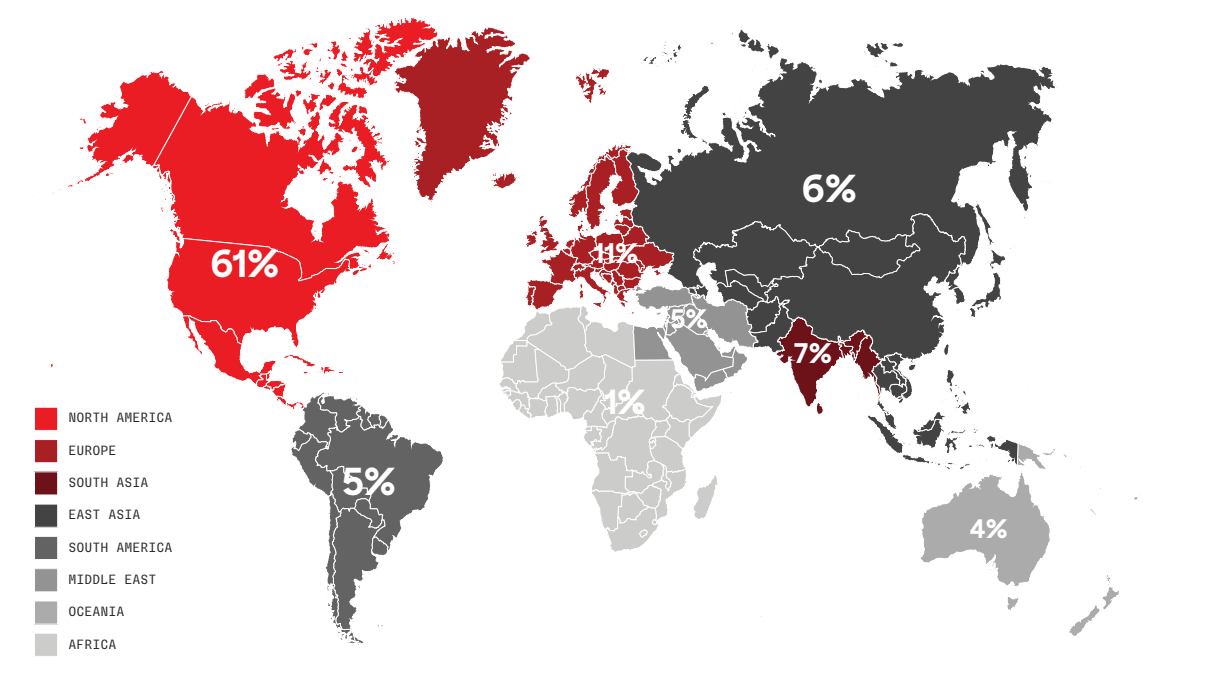 6%
61%
11%
5%
7%
1%
5%
4%
NORTH AMERICA
EUROPE
SOUTH ASIA
EAST ASIA
SOUTH AMERICA
MIDDLE EAST
OCEANIA
AFRICA